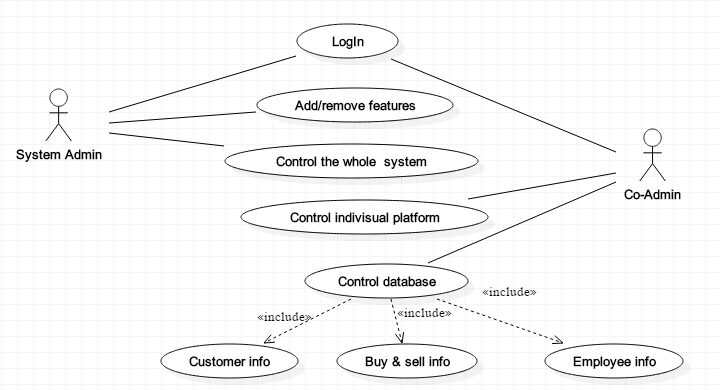 LogIn
Add/remove features
System Admin
Control the whole system
Co-Admin
Control indivisual platform
Control database
«include»
«include»
«include»
Customer info
Buy & sell info
Employee info